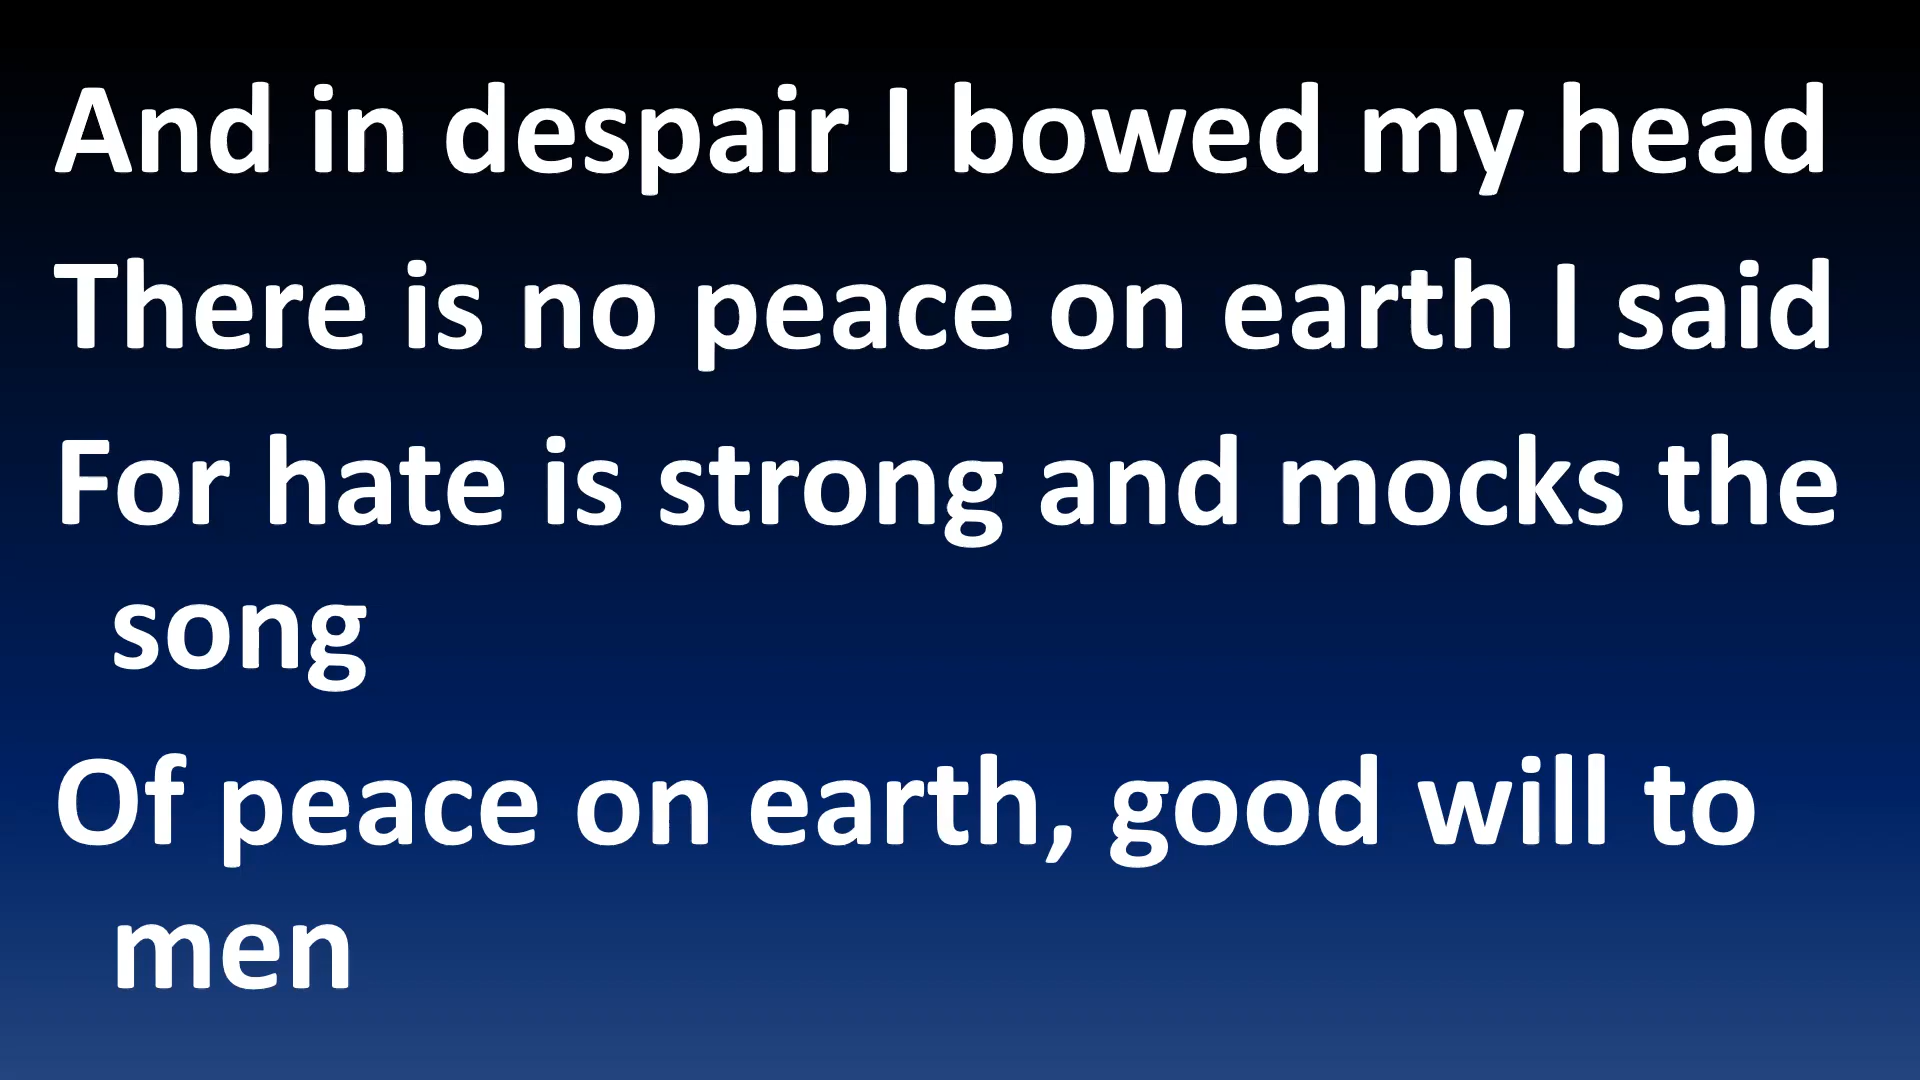 And in despair I bowed my head
There is no peace on earth I said
For hate is strong and mocks the
song
Of peace on earth, good will to
men